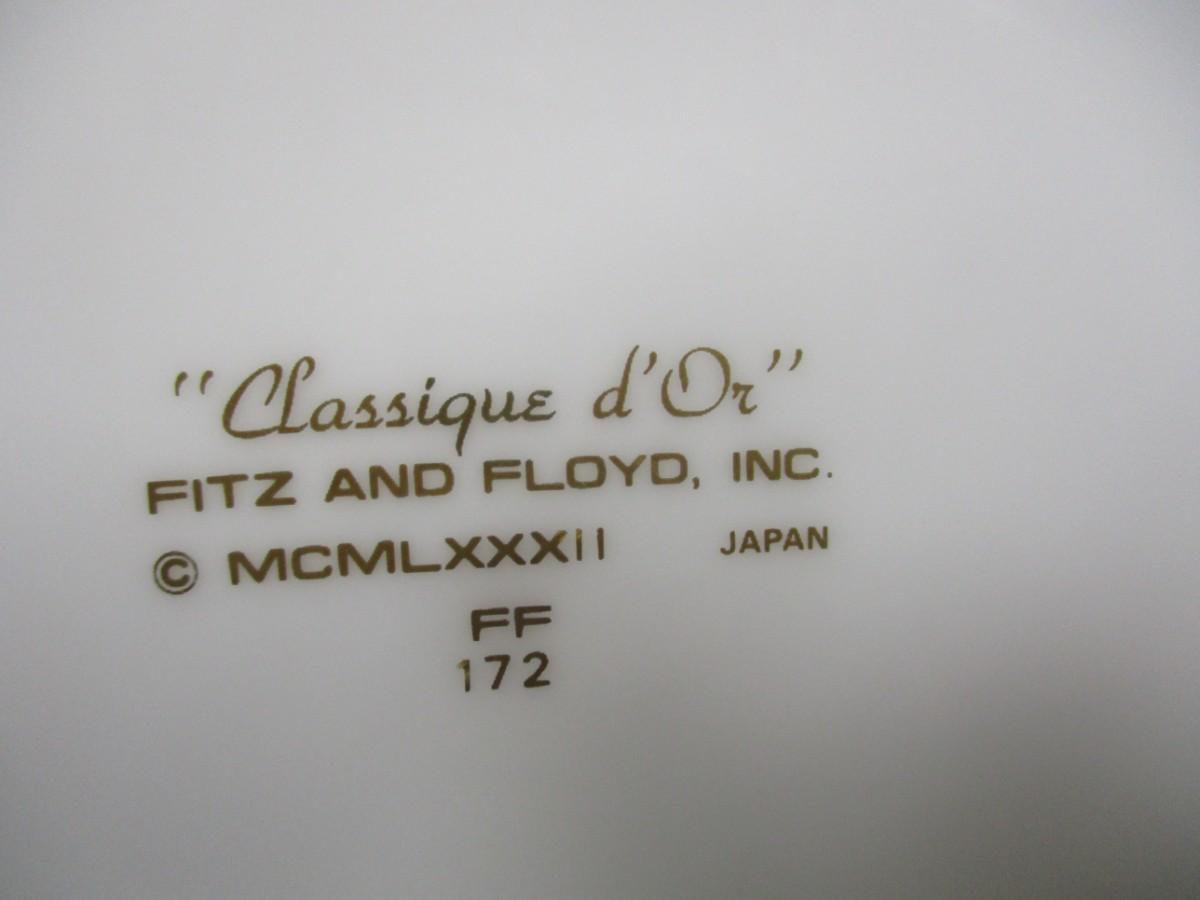 "Classique d'Or"
FITZ AND FLOYD, INC.
© MCMLXXXII JAPAN
FF
172